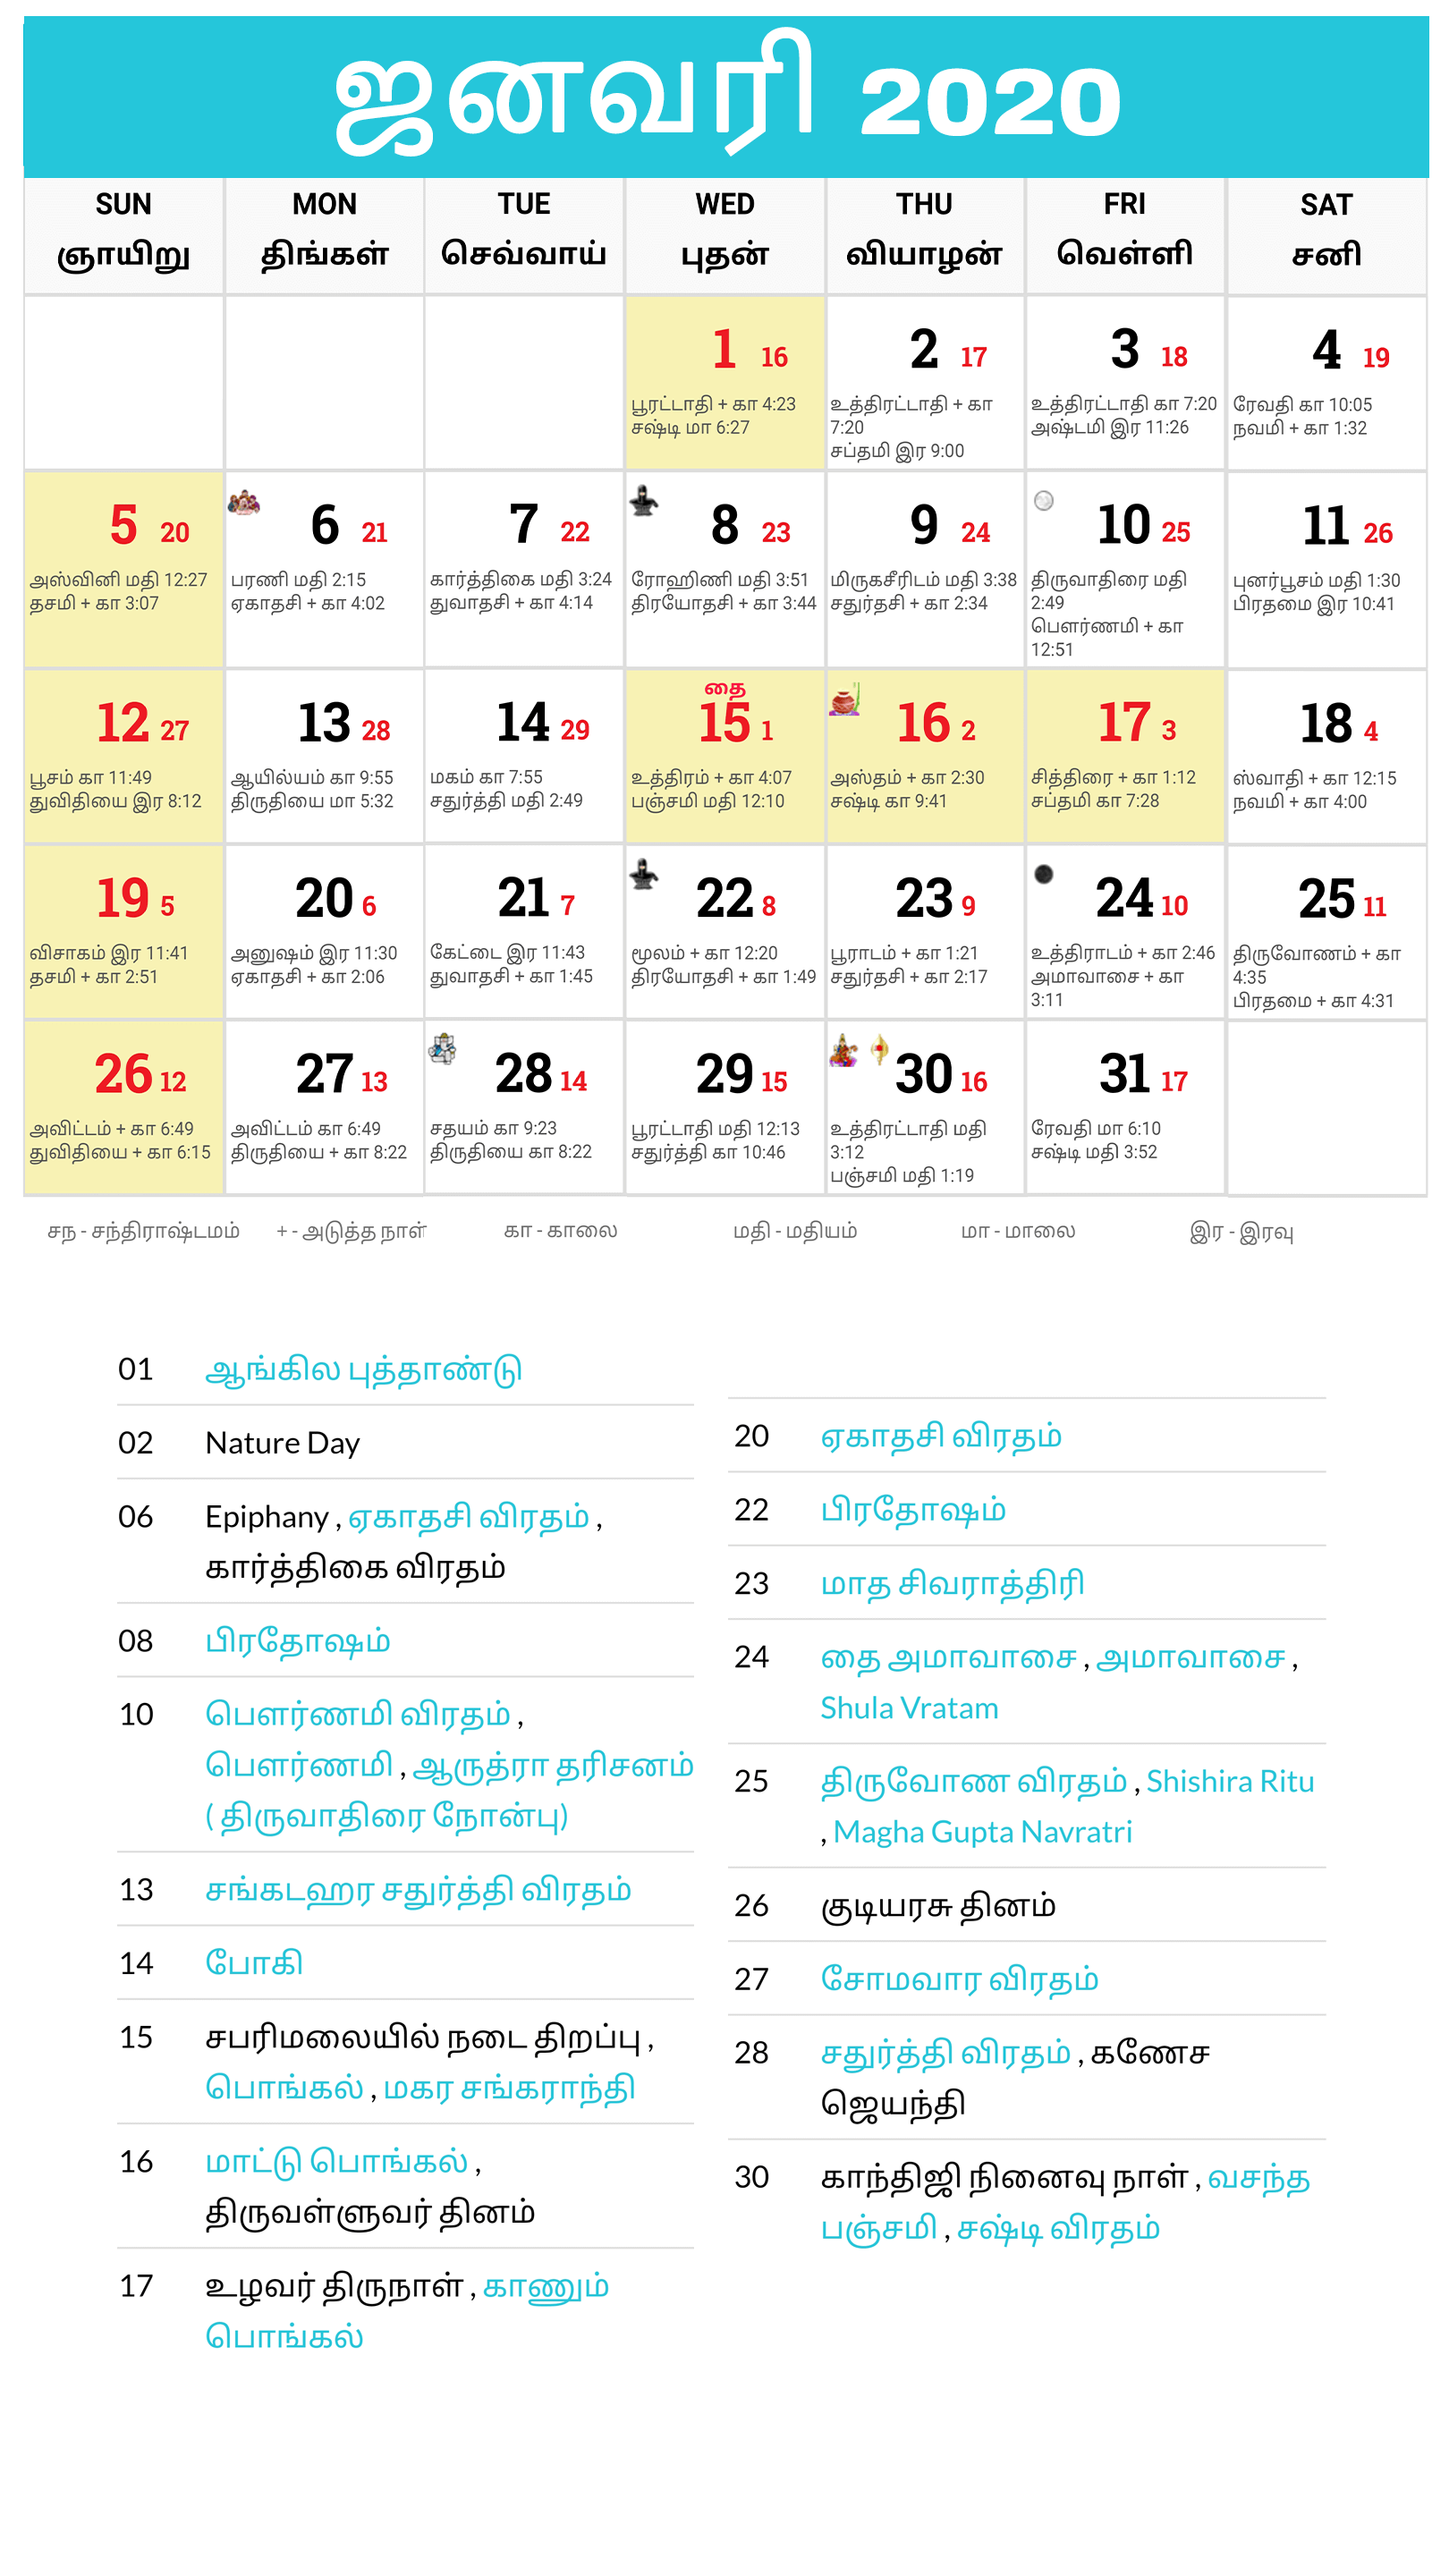 ஜனவரி 2020
SUN MON TUE WED THU FRI SAT
ஞாயிறு திங்கள் செவ்வாய் புதன் வியாழன் வெள்ளி சனி
1 16
பூரட்டாதி + கா 4:23
சஷ்டி மா 6:27
2 17
உத்திரட்டாதி + கா
7:20
சப்தமி இர 9:00
3 18
உத்திரட்டாதி கா 7:20
அஷ்டமி இர 11:26
4 19
ரேவதி கா 10:05
நவமி + கா 1:32
5 20
அஸ்வினி மதி 12:27
தசமி + கா 3:07
6 21
பரணி மதி 2:15
ஏகாதசி + கா 4:02
7 22
கார்த்திகை மதி 3:24
துவாதசி + கா 4:14
8 23
ரோஹிணி மதி 3:51
திரயோதசி + கா 3:44
9 24
மிருகசீரிடம் மதி 3:38
சதுர்தசி + கா 2:34
10 25
திருவாதிரை மதி
2:49
பௌர்ணமி + கா
12:51
11 26
புனர்பூசம் மதி 1:30
பிரதமை இர 10:41
12 27
பூசம் கா 11:49
துவிதியை இர 8:12
13 28
ஆயில்யம் கா 9:55
திருதியை மா 5:32
14 29
மகம் கா 7:55
சதுர்த்தி மதி 2:49
தை
15 1
உத்திரம் + கா 4:07
பஞ்சமி மதி 12:10
16 2
அஸ்தம் + கா 2:30
சஷ்டி கா 9:41
17 3
சித்திரை + கா 1:12
சப்தமி கா 7:28
18 4
ஸ்வாதி + கா 12:15
நவமி + கா 4:00
19 5
விசாகம் இர 11:41
தசமி + கா 2:51
20 6
அனுஷம் இர 11:30
ஏகாதசி + கா 2:06
21 7
கேட்டை இர 11:43
துவாதசி + கா 1:45
22 8
மூலம் + கா 12:20
திரயோதசி + கா 1:49
23 9
பூராடம் + கா 1:21
சதுர்தசி + கா 2:17
24 10
உத்திராடம் + கா 2:46
அமாவாசை + கா
3:11
25 11
திருவோணம் + கா
4:35
பிரதமை + கா 4:31
26 12
அவிட்டம் + கா 6:49
துவிதியை + கா 6:15
27 13
அவிட்டம் கா 6:49
திருதியை + கா 8:22
28 14
சதயம் கா 9:23
திருதியை கா 8:22
29 15
பூரட்டாதி மதி 12:13
சதுர்த்தி கா 10:46
30 16
உத்திரட்டாதி மதி
3:12
பஞ்சமி மதி 1:19
31 17
ரேவதி மா 6:10
சஷ்டி மதி 3:52
சந - சந்திராஷ்டமம் + - அடுத்த நாள் கா - காலை மதி - மதியம் மா - மாலை இர - இரவு
01 ஆங்கில புத்தாண்டு
02 Nature Day
06 Epiphany , ஏகாதசி விரதம் ,
கார்த்திகை விரதம்
08 பிரதோஷம்
10 பௌர்ணமி விரதம் ,
பௌர்ணமி , ஆருத்ரா தரிசனம்
( திருவாதிரை நோன்பு)
13 சங்கடஹர சதுர்த்தி விரதம்
14 போகி
15 சபரிமலையில் நடை திறப்பு ,
பொங்கல் , மகர சங்கராந்தி
16 மாட்டு பொங்கல் ,
திருவள்ளுவர் தினம்
17 உழவர் திருநாள் , காணும்
பொங்கல்
20 ஏகாதசி விரதம்
22 பிரதோஷம்
23 மாத சிவராத்திரி
24 தை அமாவாசை , அமாவாசை ,
Shula Vratam
25 திருவோண விரதம் , Shishira Ritu
, Magha Gupta Navratri
26 குடியரசு தினம்
27 சோமவார விரதம்
28 சதுர்த்தி விரதம் , கணேச
ஜெயந்தி
30 காந்திஜி நினைவு நாள் , வசந்த
பஞ்சமி , சஷ்டி விரதம்